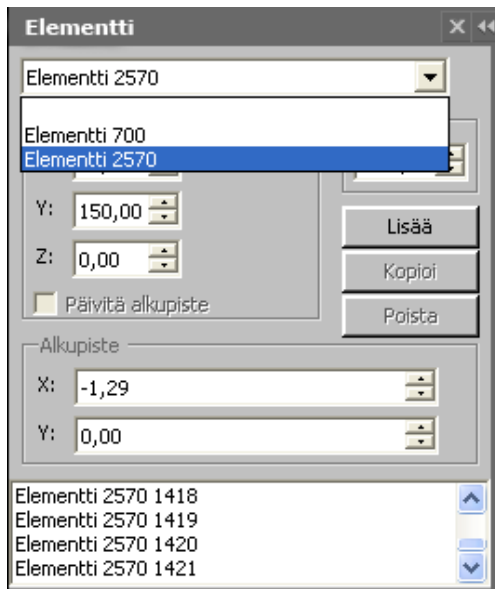 Elementti
Elementti 2570
Elementti 700
Elementti 2570
Y: 150,00
Lisää
Z: 0,00
Kopioi
Päivitä alkupiste
Poista
Alkupiste
X: -1,29
Y: 0,00
Elementti 2570 1418
Elementti 2570 1419
Elementti 2570 1420
Elementti 2570 1421